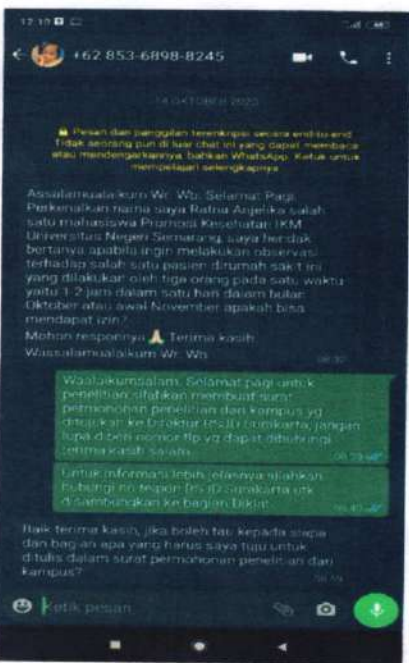 12.10
+62 853-6898-8245
14 OKTOBER 2020
Pesan dan panggilan terenkripsi secara end-to-end.
Tidak seorang pun di luar chat ini yang dapat membaca
atau mendengarkannya, bahkan WhatsApp. Ketuk untuk
mempelajari selengkapnya.
Assalamualaikum Wr. Wb. Selamat Pagi
Perkenalkan nama saya Ratna Anjelika salah
satu mahasiswa Promosi Kesehatan IKM
Universitas Negeri Semarang, saya hendak
bertanya apabila ingin melakukan observasi
terhadap salah satu pasien dirumah sakit ini
yang dilakukan oleh tiga orang pada satu waktu
yaitu 1-2 jam dalam satu hari dalam bulan
Oktober atau awal November apakah bisa
mendapat izin?
Mohon responnya 🙏 Terima kasih
Wassalamualaikum Wr. Wb
Waalaikumsalam, Selamat pagi untuk
penelitian silahkan membuat surat
permohonan penelitian dari kampus yg
ditujukan ke Direktur RSJD surakarta, jangan
lupa diberi nomor tlp yg dapat dihubungi
terima kasih salam
Untuk informasi lebih jelasnya silahkan
hubungi no telpon RSJD Surakarta utk
disambungkan ke bagian Diklat
Baik terima kasih, jika boleh tau kepada siapa
dan bagian apa yang harus saya tuju untuk
ditulis dalam surat permohonan penelitian dari
kampus?
Ketik pesan